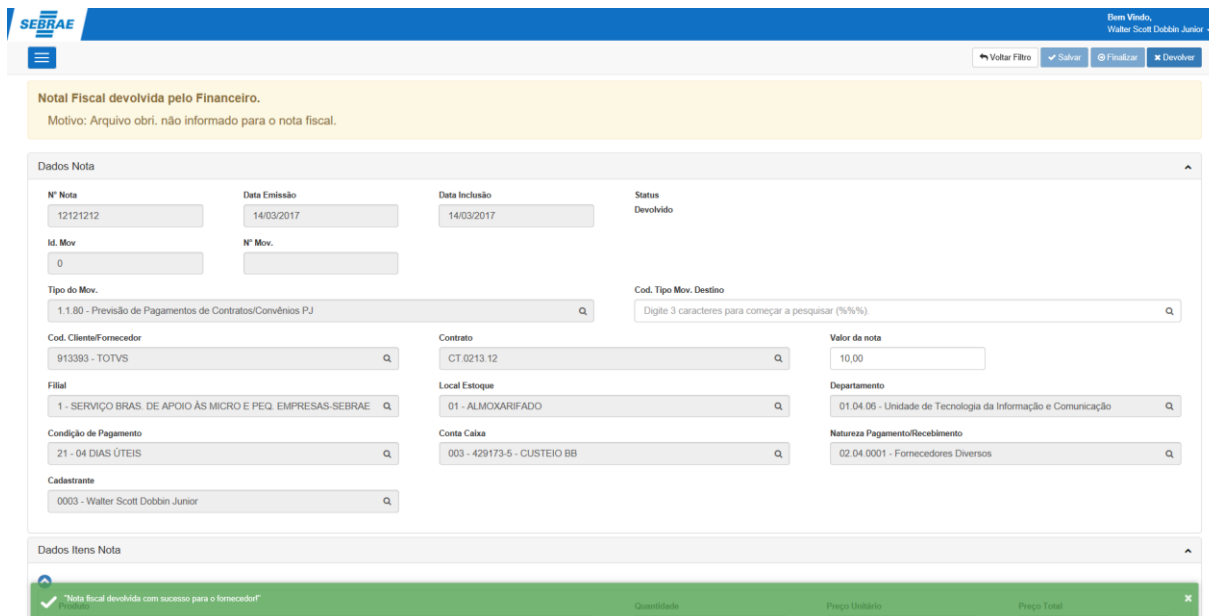 SEBRAE
Bem Vindo,
Walter Scott Dobbin Junior
Voltar Filtro Salvar Finalizar Devolver
Notal Fiscal devolvida pelo Financeiro.
Motivo: Arquivo obri. não informado para o nota fiscal.
Dados Nota
Nº Nota Data Emissão Data Inclusão Status
12121212 14/03/2017 14/03/2017 Devolvido
Id. Mov Nº Mov.
0
Tipo do Mov. Cod. Tipo Mov. Destino
1.1.80 - Previsão de Pagamentos de Contratos/Convênios PJ Digite 3 caracteres para começar a pesquisar (%%%).
Cod. Cliente/Fornecedor Contrato Valor da nota
913393 - TOTVS CT.0213.12 10,00
Filial Local Estoque Departamento
1 - SERVIÇO BRAS. DE APOIO ÀS MICRO E PEQ. EMPRESAS-SEBRAE 01 - ALMOXARIFADO 01.04.06 - Unidade de Tecnologia da Informação e Comunicação
Condição de Pagamento Conta Caixa Natureza Pagamento/Recebimento
21 - 04 DIAS ÚTEIS 003 - 429173-5 - CUSTEIO BB 02.04.0001 - Fornecedores Diversos
Cadastrante
0003 - Walter Scott Dobbin Junior
Dados Itens Nota
"Nota fiscal devolvida com sucesso para o fornecedor!"
Produto Quantidade Preço Unitário Preço Total